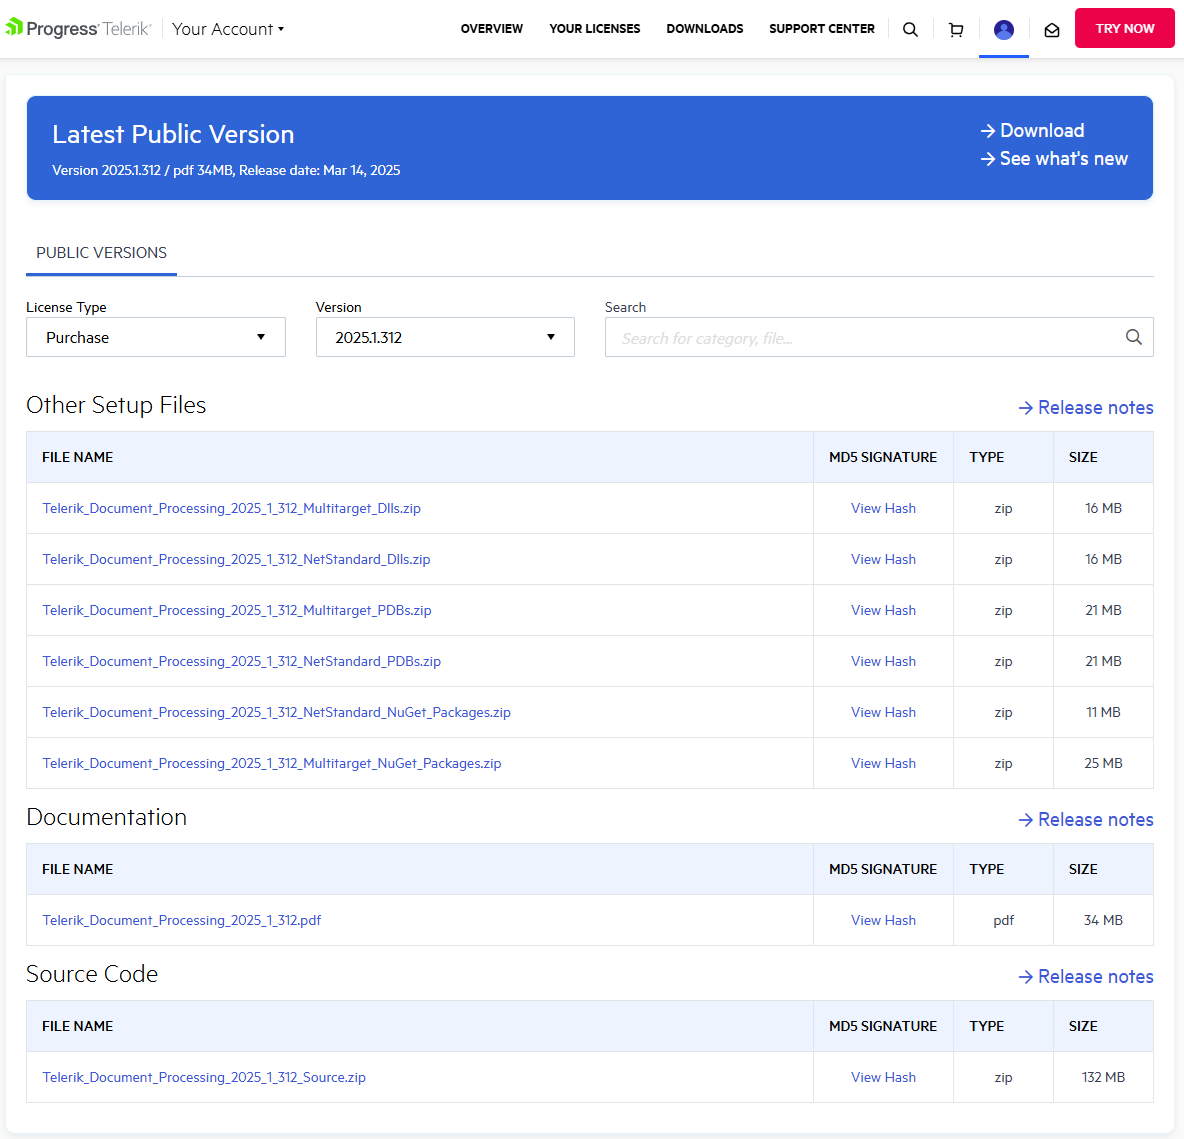 Progress Telerik
Your Account
OVERVIEW
YOUR LICENSES
DOWNLOADS
SUPPORT CENTER
TRY NOW
Latest Public Version
Version 2025.1.312 / pdf 34MB, Release date: Mar 14, 2025
Download
See what's new
PUBLIC VERSIONS
License Type
Version
Search
Purchase
2025.1.312
Search for category, file...
Other Setup Files
Release notes
FILE NAME MD5 SIGNATURE TYPE SIZE
Telerik_Document_Processing_2025_1_312_Multitarget_Dlls.zip View Hash zip 16 MB
Telerik_Document_Processing_2025_1_312_NetStandard_Dlls.zip View Hash zip 16 MB
Telerik_Document_Processing_2025_1_312_Multitarget_PDBs.zip View Hash zip 21 MB
Telerik_Document_Processing_2025_1_312_NetStandard_PDBs.zip View Hash zip 21 MB
Telerik_Document_Processing_2025_1_312_NetStandard_NuGet_Packages.zip View Hash zip 11 MB
Telerik_Document_Processing_2025_1_312_Multitarget_NuGet_Packages.zip View Hash zip 25 MB
Documentation
Release notes
FILE NAME MD5 SIGNATURE TYPE SIZE
Telerik_Document_Processing_2025_1_312.pdf View Hash pdf 34 MB
Source Code
Release notes
FILE NAME MD5 SIGNATURE TYPE SIZE
Telerik_Document_Processing_2025_1_312_Source.zip View Hash zip 132 MB